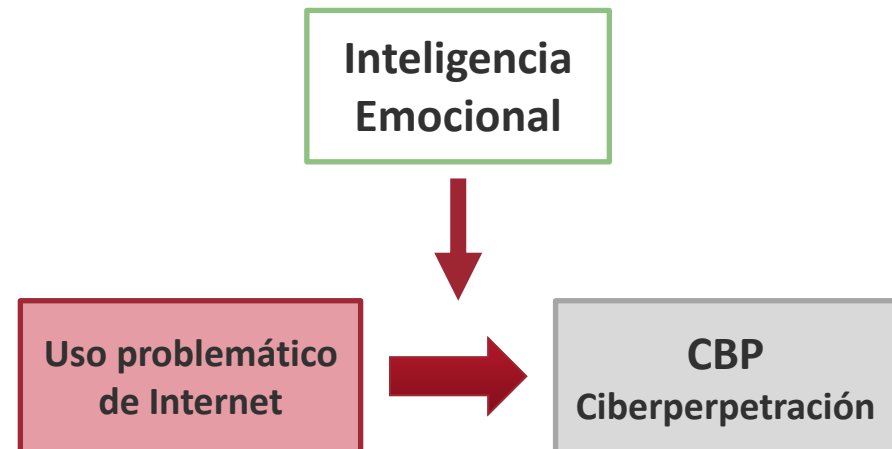 Inteligencia
Emocional
Uso problemático
de Internet
CBP
Ciberperpetración